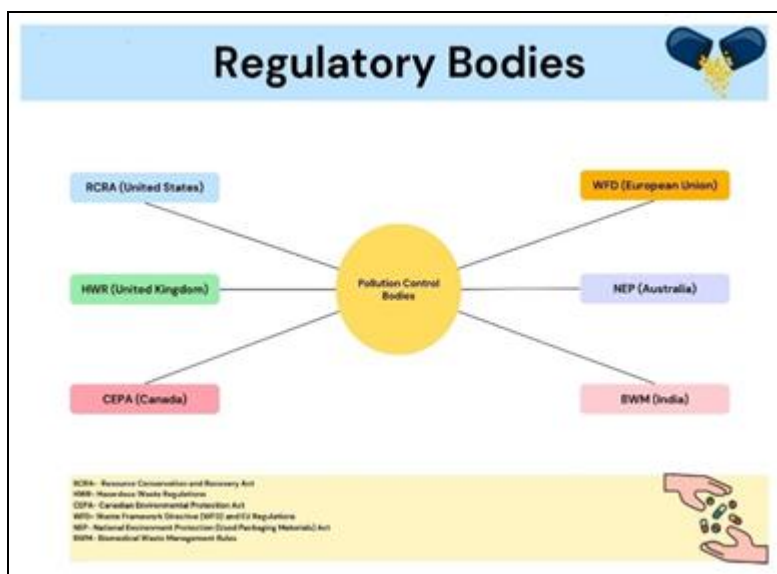 Regulatory Bodies
RCRA (United States)
WFD (European Union)
HWR (United Kingdom)
Pollution Control
Bodies
NEP (Australia)
CEPA (Canada)
BWM (India)
RCRA- Resource Conservation and Recovery Act
HWR- Hazardous Waste Regulations
CEPA- Canadian Environmental Protection Act
WFD- Waste Framework Directive (WFD) and EU Regulations
NEP- National Environment Protection (Used Packaging Materials) Act
BWM- Biomedical Waste Management Rules